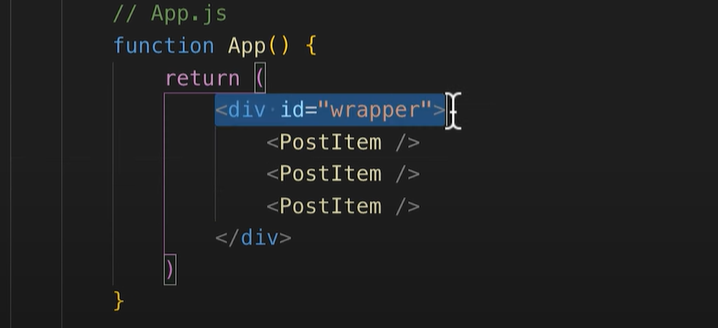 // App.js
function App() {
return (
<div id="wrapper">
<PostItem />
<PostItem />
<PostItem />
</div>
)
}